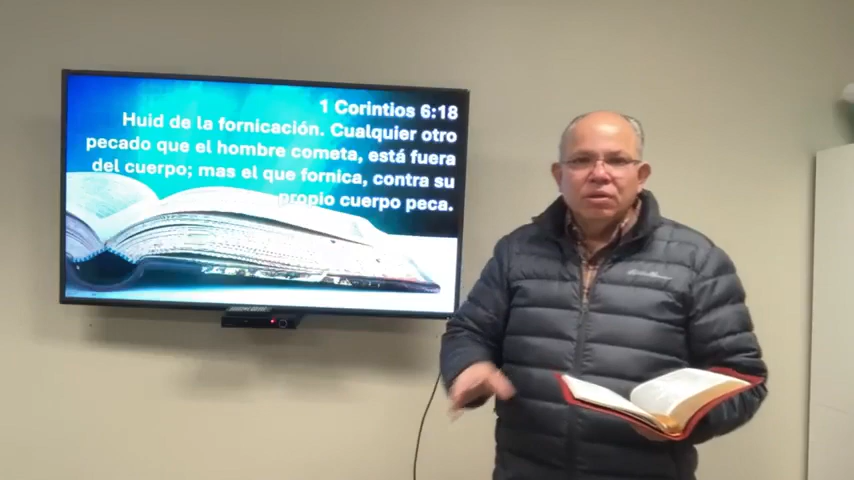 1 Corintios 6:18
Huid de la fornicación. Cualquier otro
pecado que el hombre cometa, está fuera
del cuerpo; mas el que fornica, contra su
propio cuerpo peca.